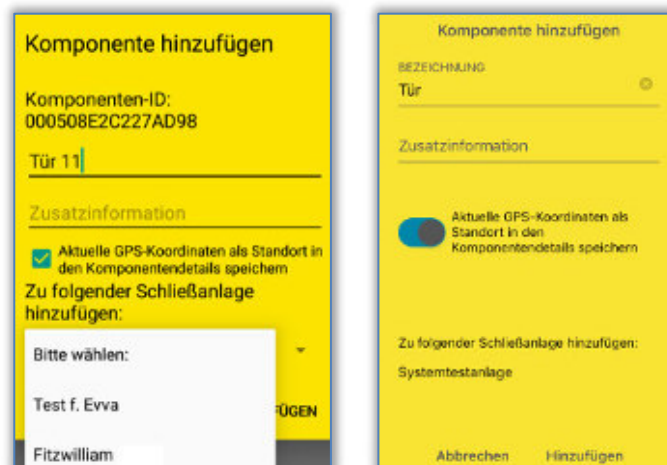 Komponente hinzufügen
Komponenten-ID:
000508E2C227AD98
Tür 11
Zusatzinformation
Aktuelle GPS-Koordinaten als Standort in
den Komponentendetails speichern
Zu folgender Schließanlage
hinzufügen:
Bitte wählen:
Test f. Evva
Fitzwilliam
ÜGEN
Komponente hinzufügen
BEZEICHNUNG
Tür
Zusatzinformation
Aktuelle GPS-Koordinaten als
Standort in den
Komponentendetails speichern
Zu folgender Schließanlage hinzufügen:
Systemtestanlage
Abbrechen Hinzufügen